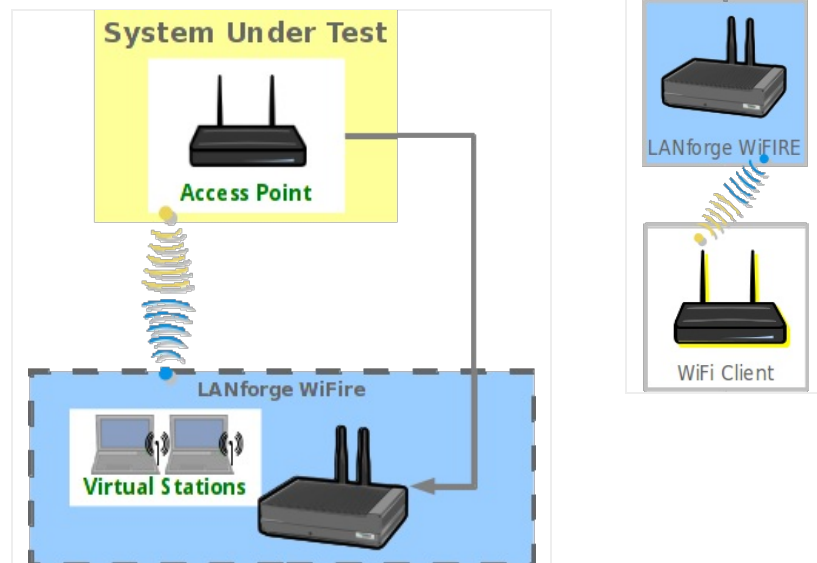 System Under Test
Access Point
LANforge WiFire
Virtual Stations
LANforge WiFIRE
WiFi Client